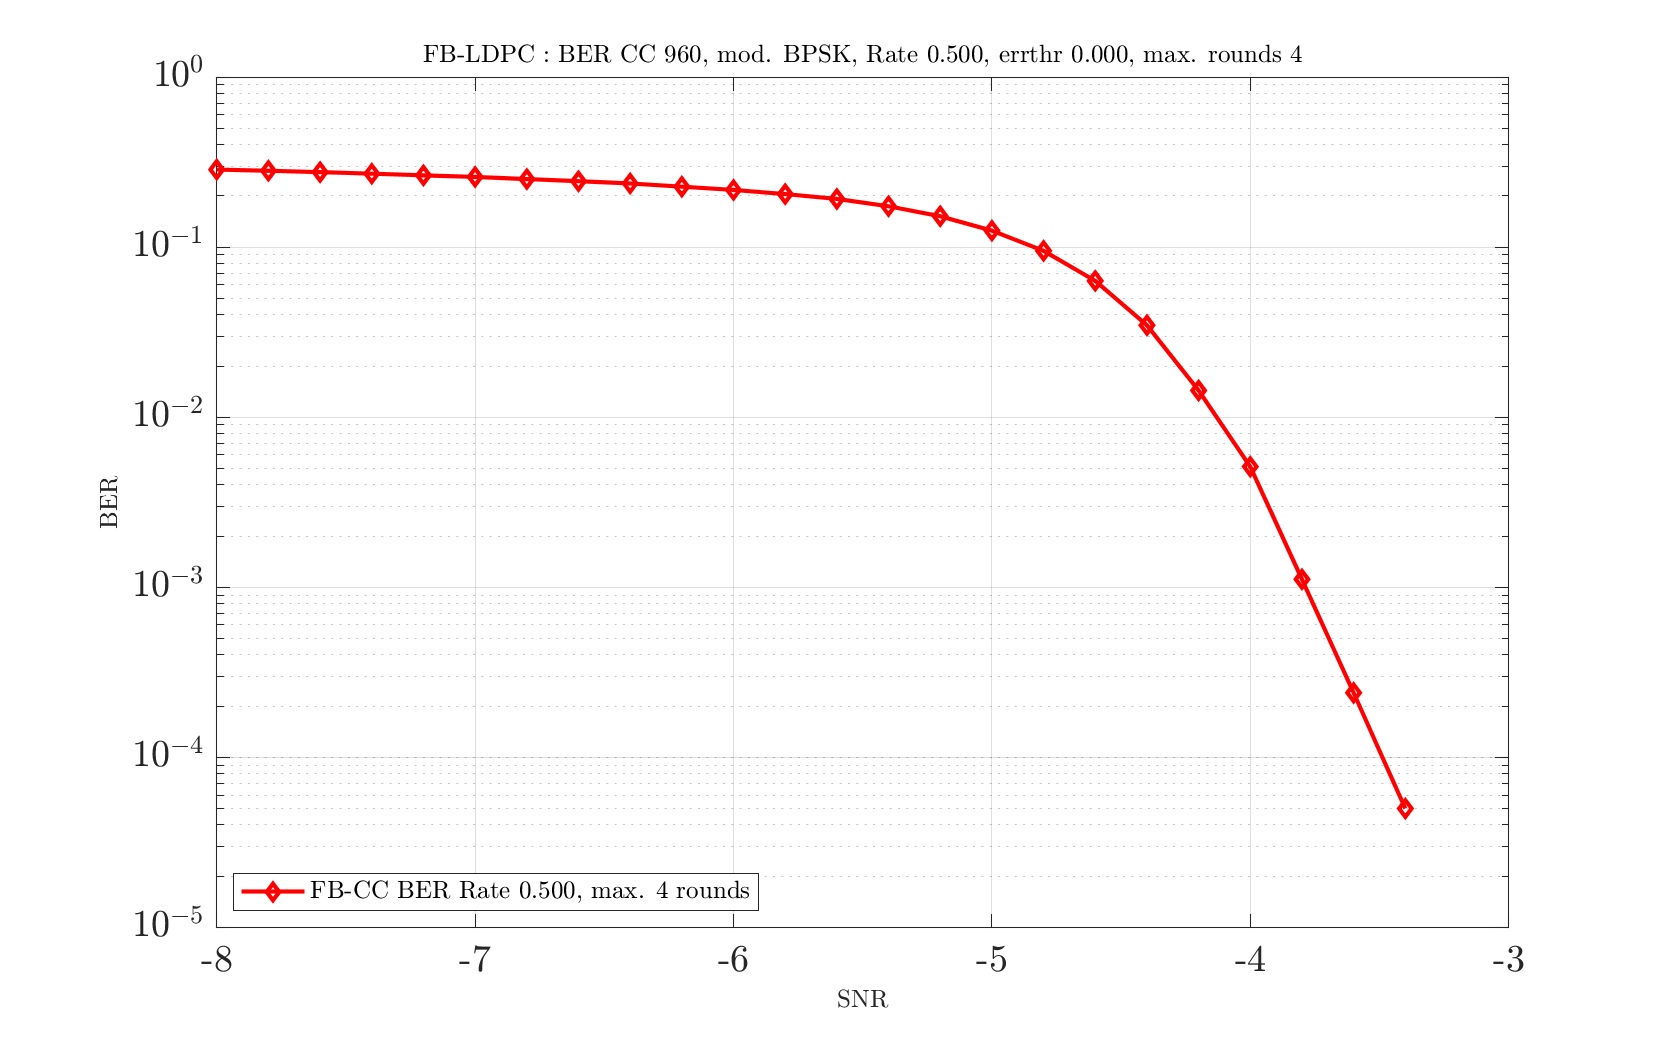 FB-LDPC : BER CC 960, mod. BPSK, Rate 0.500, errthr 0.000, max. rounds 4
10^0
10^-1
10^-2
10^-3
10^-4
10^-5
BER
FB-CC BER Rate 0.500, max. 4 rounds
-8 -7 -6 -5 -4 -3
SNR